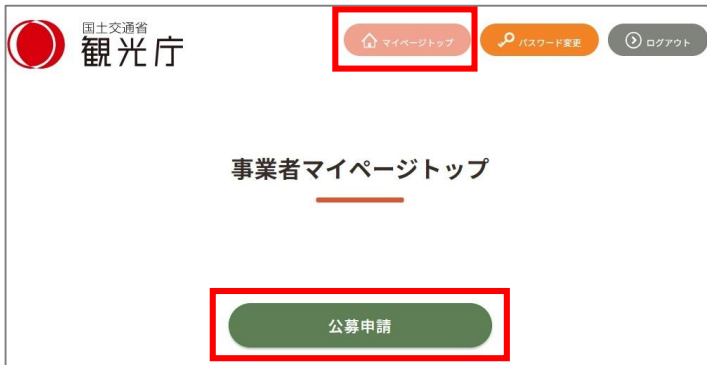 国土交通省
観光庁
マイページトップ
パスワード変更
ログアウト
事業者マイページトップ
公募申請